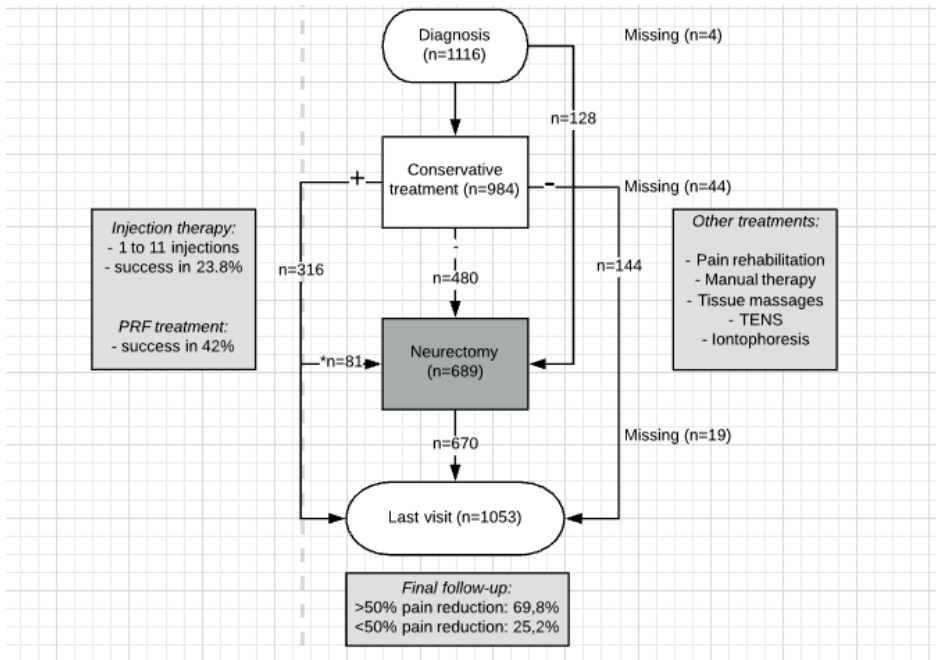 Diagnosis
(n=1116)
Missing (n=4)
n=128
Conservative
treatment (n=984)
+
-
Missing (n=44)
Injection therapy:
- 1 to 11 injections
- success in 23.8%
PRF treatment:
- success in 42%
n=316
-
n=480
n=144
Other treatments:
- Pain rehabilitation
- Manual therapy
- Tissue massages
- TENS
- Iontophoresis
*n=81
Neurectomy
(n=689)
n=670
Missing (n=19)
Last visit (n=1053)
Final follow-up:
>50% pain reduction: 69,8%
<50% pain reduction: 25,2%